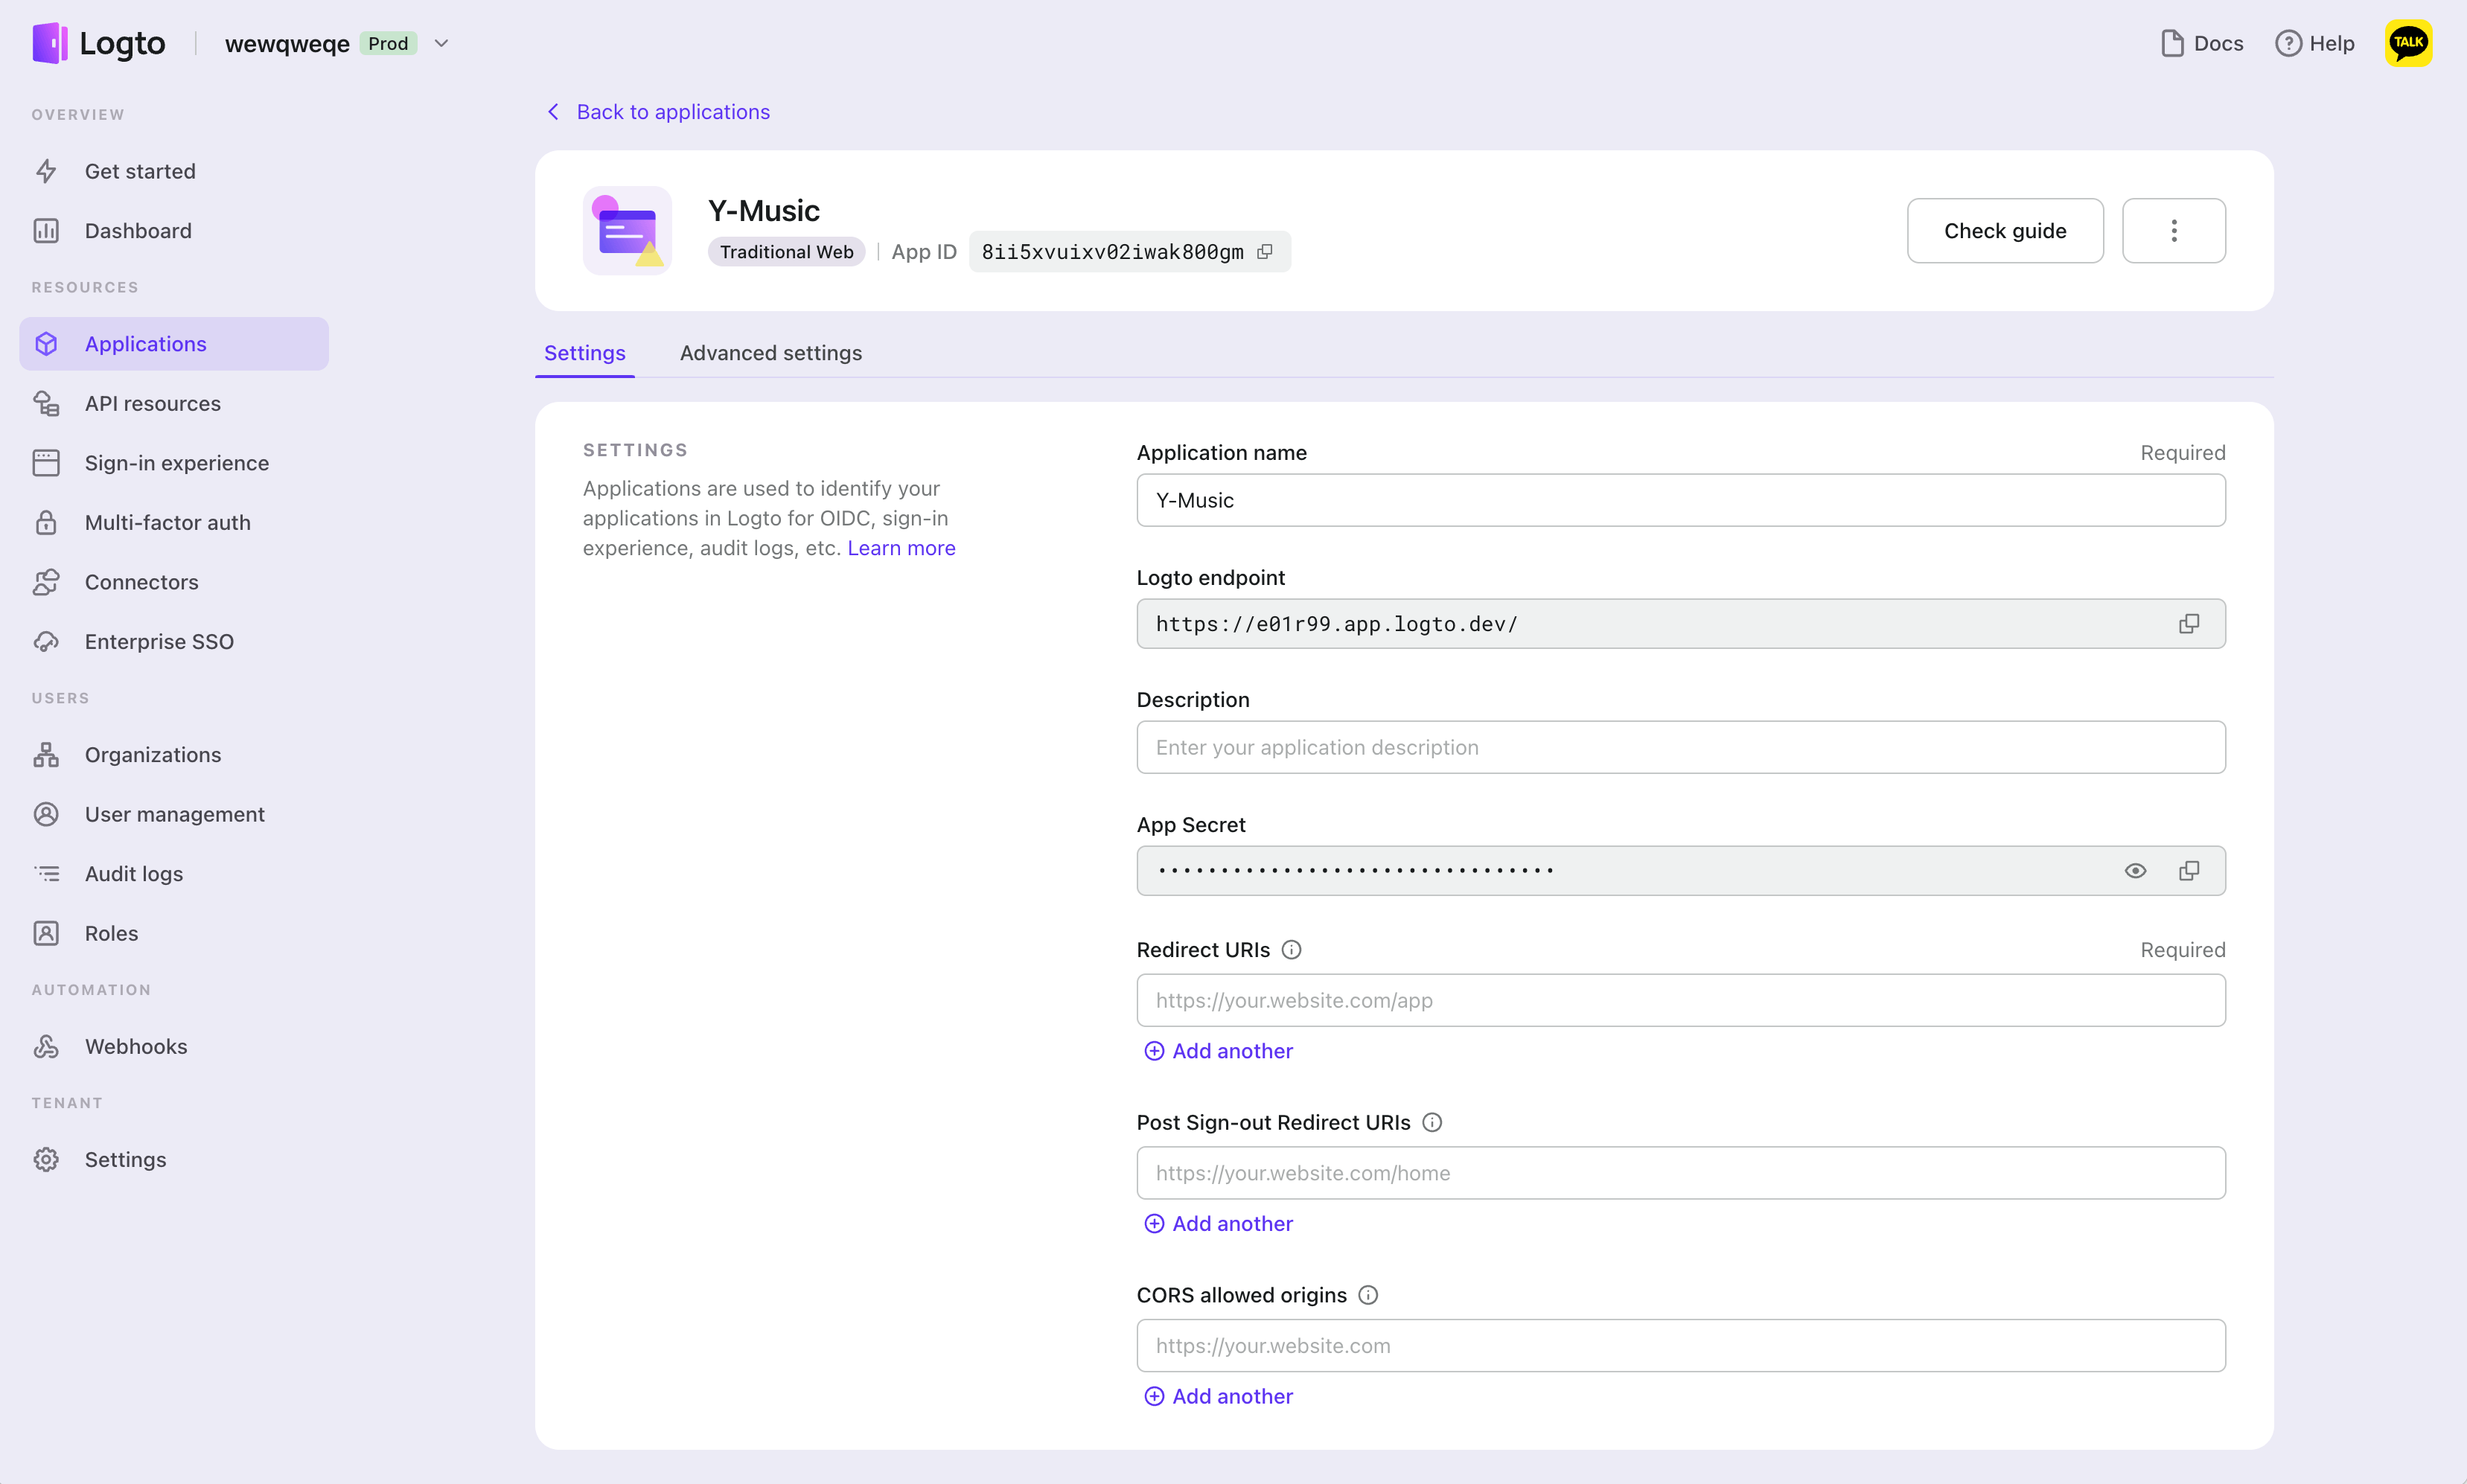 Logto
wewqweqe Prod
Docs
Help
TALK
OVERVIEW
Get started
Dashboard
RESOURCES
Applications
API resources
Sign-in experience
Multi-factor auth
Connectors
Enterprise SSO
USERS
Organizations
User management
Audit logs
Roles
AUTOMATION
Webhooks
TENANT
Settings
Back to applications
Y-Music
Traditional Web App ID 8ii5xvuixv02iwak800gm
Check guide
Settings Advanced settings
SETTINGS
Applications are used to identify your
applications in Logto for OIDC, sign-in
experience, audit logs, etc. Learn more
Application name Required
Y-Music
Logto endpoint
https://e01r99.app.logto.dev/
Description
Enter your application description
App Secret
••••••••••••••••••••••••••••••••
Redirect URIs Required
https://your.website.com/app
Add another
Post Sign-out Redirect URIs
https://your.website.com/home
Add another
CORS allowed origins
https://your.website.com
Add another